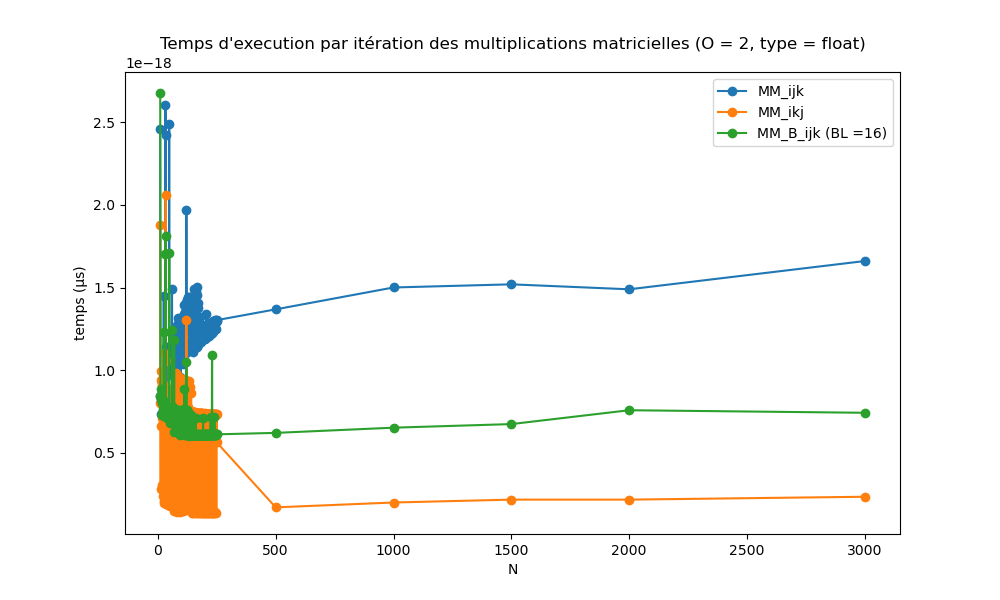 Temps d'execution par itération des multiplications matricielles (O = 2, type = float)
1e−18
MM_ijk
MM_ikj
MM_B_ijk (BL =16)
2.5
2.0
1.5
1.0
0.5
temps (μs)
0
500
1000
1500
2000
2500
3000
N